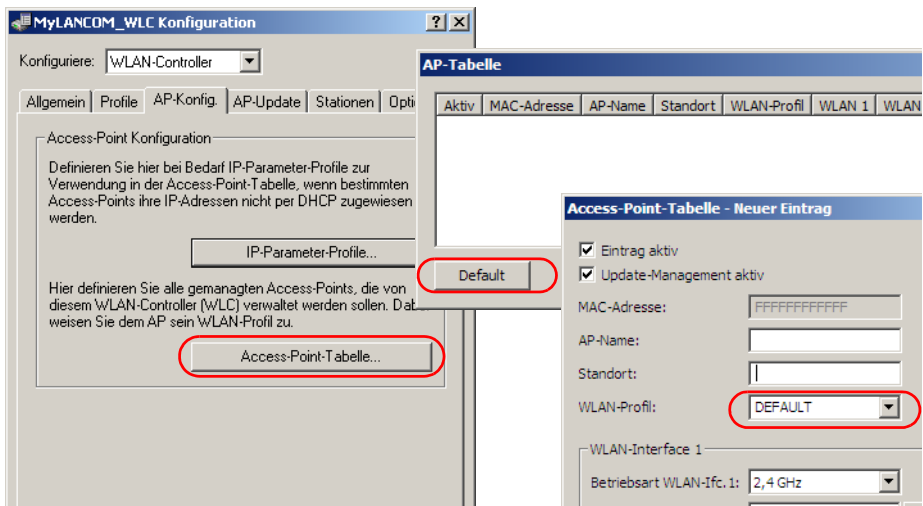 MyLANCOM_WLC Konfiguration
Konfiguriere: WLAN-Controller
Allgemein Profile AP-Konfig. AP-Update Stationen Opti
Access-Point Konfiguration
Definieren Sie hier bei Bedarf IP-Parameter-Profile zur
Verwendung in der Access-Point-Tabelle, wenn bestimmten
Access-Points ihre IP-Adressen nicht per DHCP zugewiesen
werden.
IP-Parameter-Profile...
Hier definieren Sie alle gemanagten Access-Points, die von
diesem WLAN-Controller (WLC) verwaltet werden sollen. Dabe
weisen Sie dem AP sein WLAN-Profil zu.
Access-Point-Tabelle...
AP-Tabelle
Aktiv MAC-Adresse AP-Name Standort WLAN-Profil WLAN 1 WLAN
Default
Access-Point-Tabelle - Neuer Eintrag
Eintrag aktiv
Update-Management aktiv
MAC-Adresse: FFFFFFFFFFFF
AP-Name:
Standort:
WLAN-Profil: DEFAULT
WLAN-Interface 1
Betriebsart WLAN-Ifc. 1: 2,4 GHz